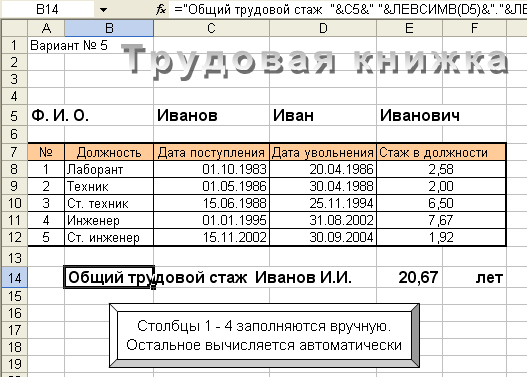 B14 ="Общий трудовой стаж "&C5&" "&ЛЕВСИМВ(D5)&"."&ЛЕ
A B C D E F
1 Вариант № 5
2 Трудовая книжка
3
4
5 Ф. И. О. Иванов Иван Иванович
6
7 № Должность Дата поступления Дата увольнения Стаж в должности
8 1 Лаборант 01.10.1983 20.04.1986 2,58
9 2 Техник 01.05.1986 30.04.1988 2,00
10 3 Ст. техник 15.06.1988 25.11.1994 6,50
11 4 Инженер 01.01.1995 31.08.2002 7,67
12 5 Ст. инженер 15.11.2002 30.09.2004 1,92
13
14 Общий трудовой стаж Иванов И.И. 20,67 лет
15
16
17 Столбцы 1 - 4 заполняются вручную.
18 Остальное вычисляется автоматически
19
20